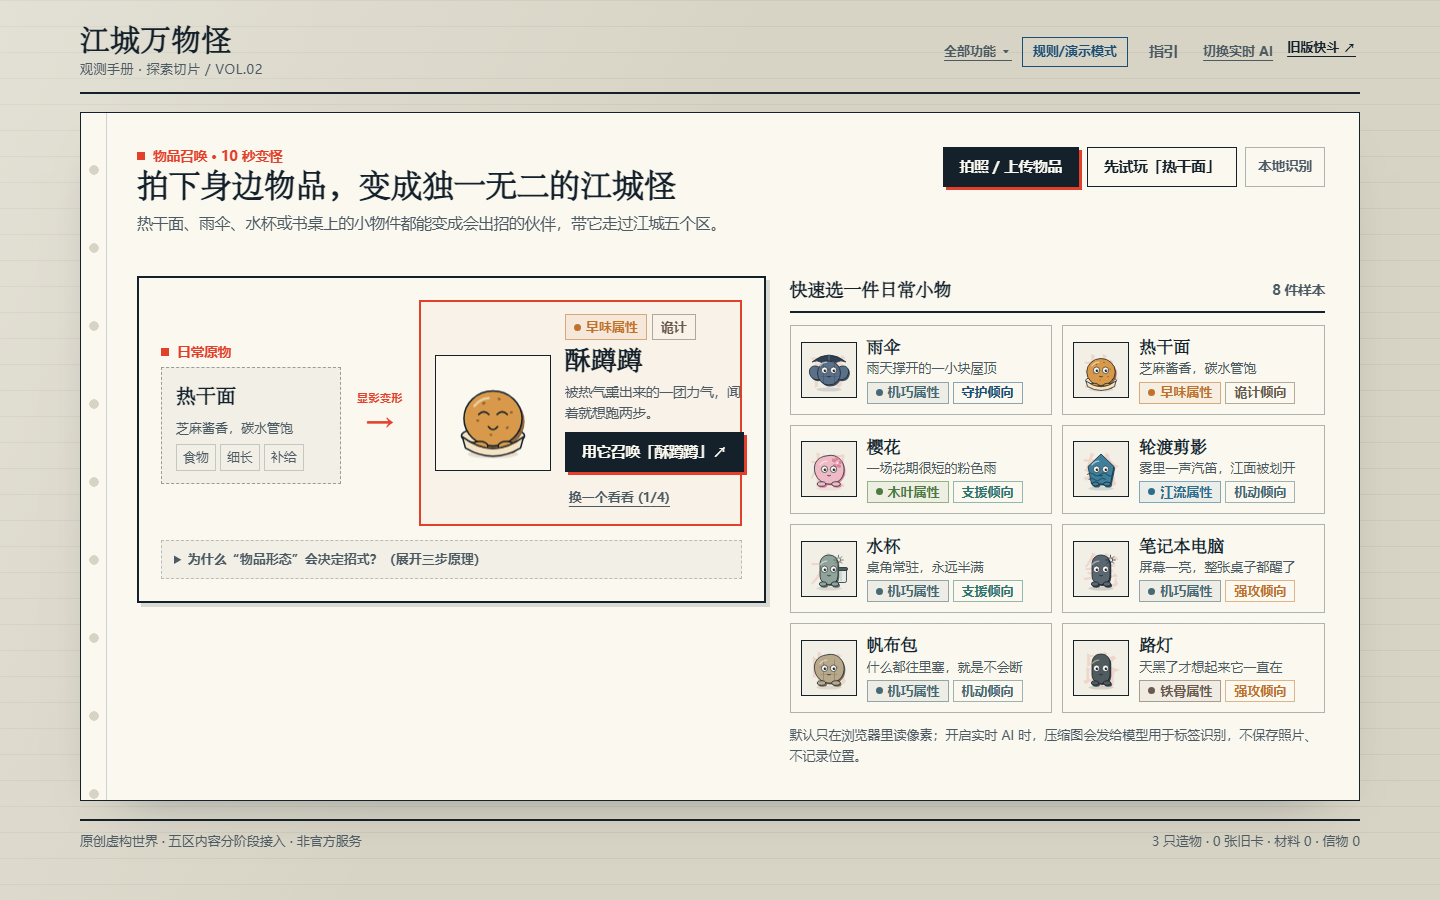 江城万物怪
观测手册 · 探索切片 / VOL.02
全部功能
规则/演示模式
指引
切换实时 AI
旧版快斗 ↗
物品召唤 • 10 秒变怪
拍下身边物品，变成独一无二的江城怪
热干面、雨伞、水杯或书桌上的小物件都能变成会出招的伙伴，带它走过江城五个区。
拍照 / 上传物品
先试玩「热干面」
本地识别
日常原物
热干面
芝麻酱香，碳水管饱
食物 细长 补给
显影变形
→
早味属性 诡计
酥蹲蹲
被热气熏出来的一团力气，闻
着就想跑两步。
用它召唤「酥蹲蹲」 ↗
换一个看看 (1/4)
▶ 为什么“物品形态”会决定招式？（展开三步原理）
快速选一件日常小物
8 件样本
雨伞
雨天撑开的一小块屋顶
机巧属性 守护倾向
热干面
芝麻酱香，碳水管饱
早味属性 诡计倾向
樱花
一场花期很短的粉色雨
木叶属性 支援倾向
轮渡剪影
雾里一声汽笛，江面被划开
江流属性 机动倾向
水杯
桌角常驻，永远半满
机巧属性 支援倾向
笔记本电脑
屏幕一亮，整张桌子都醒了
机巧属性 强攻倾向
帆布包
什么都往里塞，就是不会断
机巧属性 机动倾向
路灯
天黑了才想起来它一直在
铁骨属性 强攻倾向
默认只在浏览器里读像素；开启实时 AI 时，压缩图会发给模型用于标签识别，不保存照片、
不记录位置。
原创虚构世界 · 五区内容分阶段接入 · 非官方服务
3 只造物 · 0 张旧卡 · 材料 0 · 信物 0